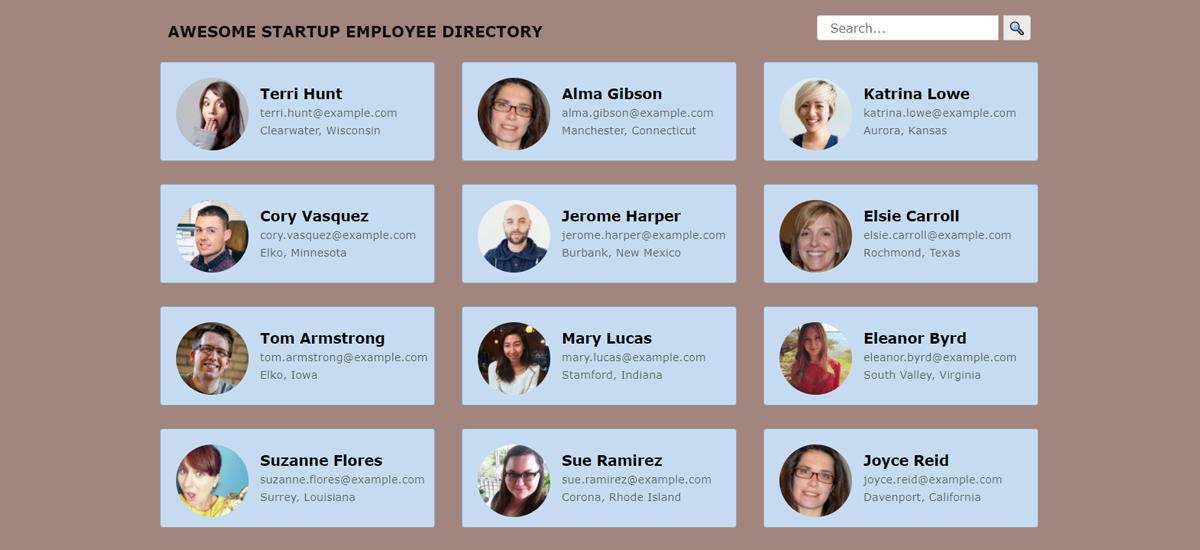 AWESOME STARTUP EMPLOYEE DIRECTORY
Search...
Terri Hunt
terri.hunt@example.com
Clearwater, Wisconsin
Alma Gibson
alma.gibson@example.com
Manchester, Connecticut
Katrina Lowe
katrina.lowe@example.com
Aurora, Kansas
Cory Vasquez
cory.vasquez@example.com
Elko, Minnesota
Jerome Harper
jerome.harper@example.com
Burbank, New Mexico
Elsie Carroll
elsie.carroll@example.com
Rochmond, Texas
Tom Armstrong
tom.armstrong@example.com
Elko, Iowa
Mary Lucas
mary.lucas@example.com
Stamford, Indiana
Eleanor Byrd
eleanor.byrd@example.com
South Valley, Virginia
Suzanne Flores
suzanne.flores@example.com
Surrey, Louisiana
Sue Ramirez
sue.ramirez@example.com
Corona, Rhode Island
Joyce Reid
joyce.reid@example.com
Davenport, California